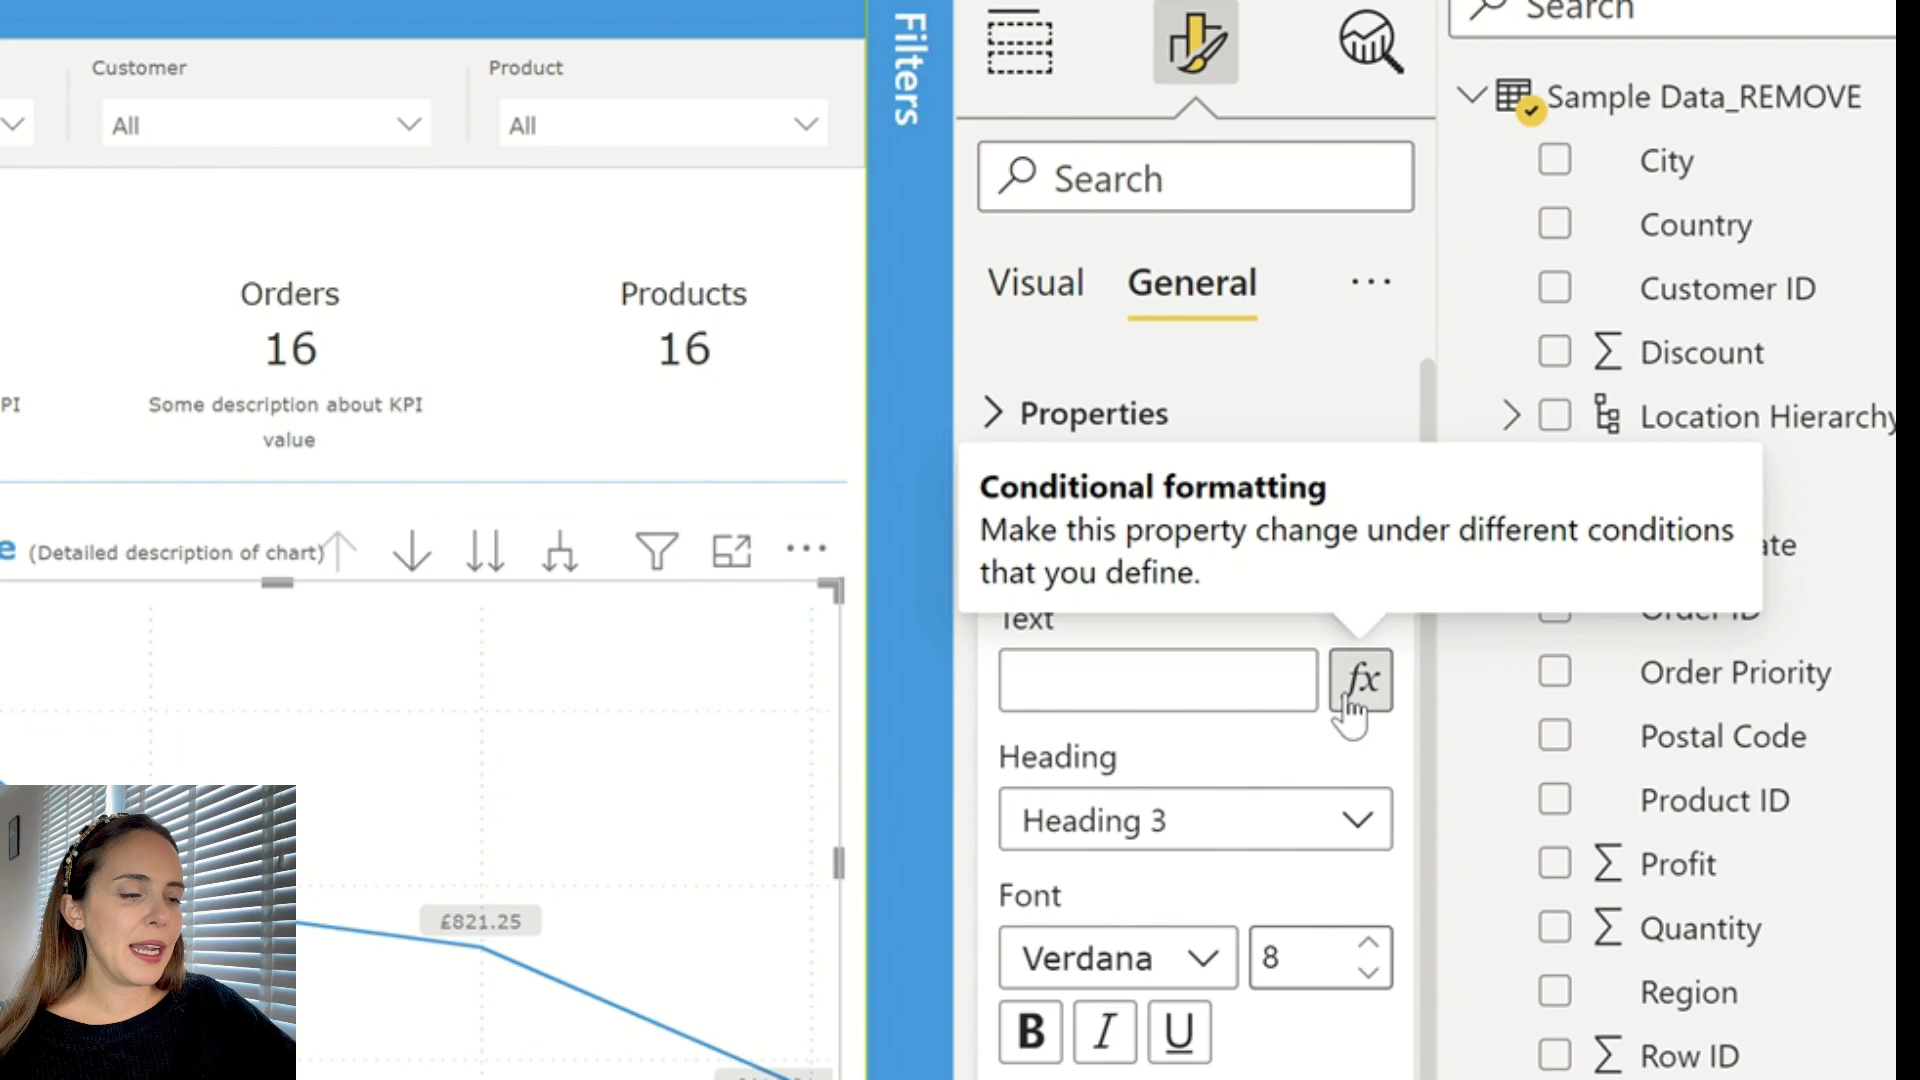 Customer
All
Product
All
Orders
16
Some description about KPI
value
PI
Products
16
e (Detailed description of chart)
£821.25
Filters
Search
Visual
General
Properties
Conditional formatting
Make this property change under different conditions
that you define.
Text
fx
Heading
Heading 3
Font
Verdana
8
B
I
U
Search
Sample Data_REMOVE
City
Country
Customer ID
Σ Discount
Location Hierarchy
ate
Order ID
Order Priority
Postal Code
Product ID
Σ Profit
Σ Quantity
Region
Σ Row ID